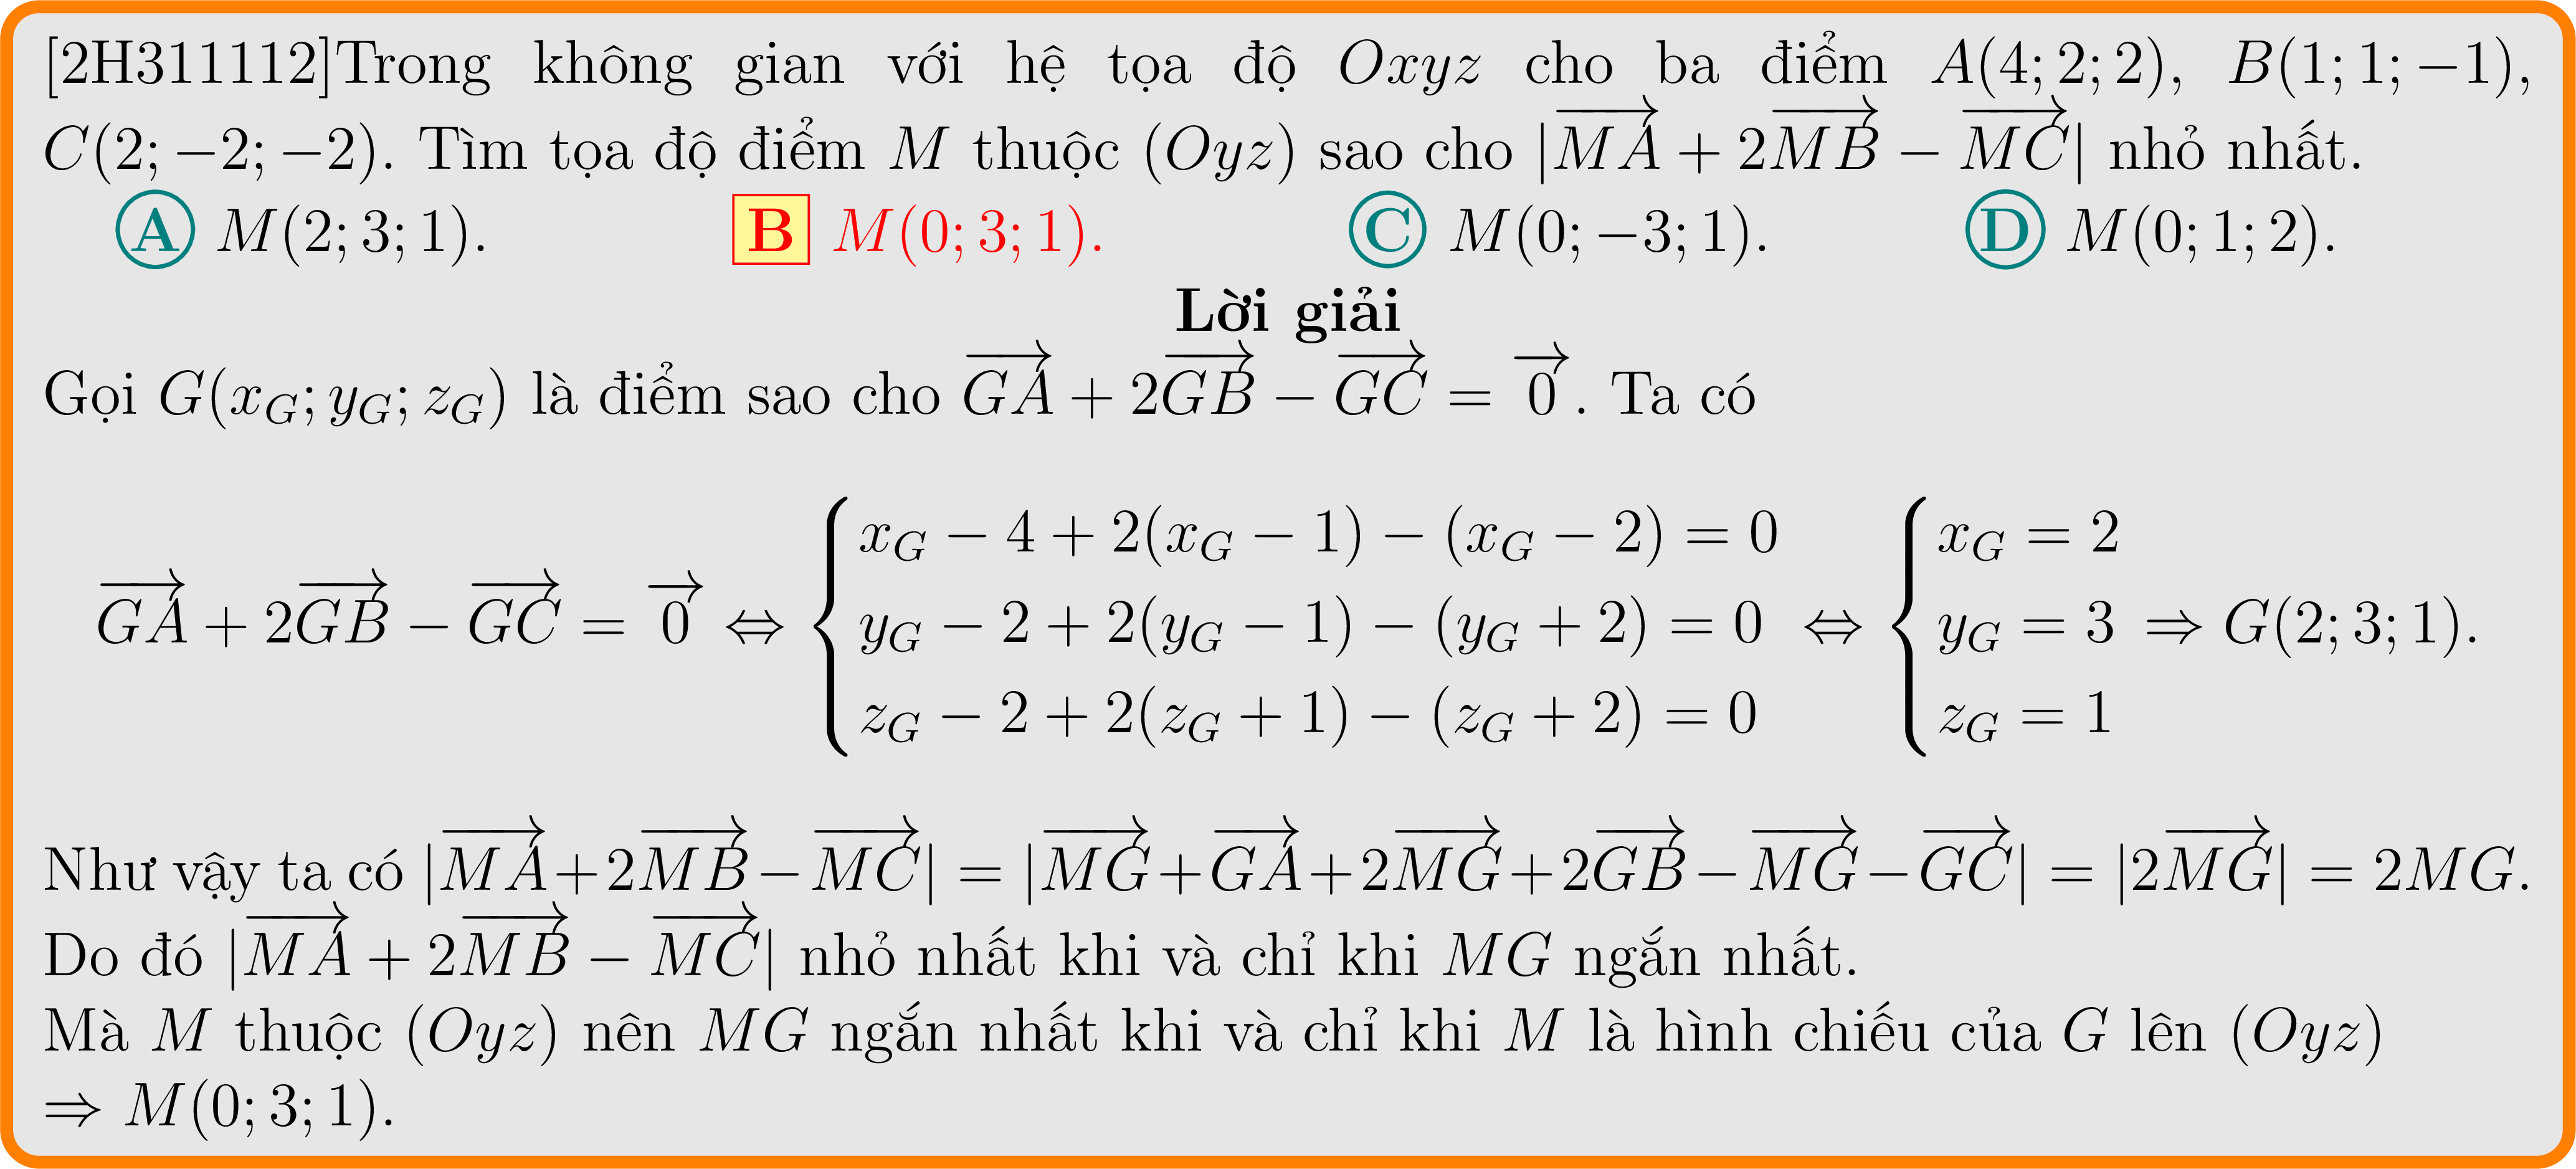 [2H311112]Trong không gian với hệ tọa độ Oxyz cho ba điểm A(4; 2; 2), B(1; 1; −1),
C(2; −2; −2). Tìm tọa độ điểm M thuộc (Oyz) sao cho |\overrightarrow{MA} + 2\overrightarrow{MB} − \overrightarrow{MC}| nhỏ nhất.
A M(2; 3; 1). B M(0; 3; 1). C M(0; −3; 1). D M(0; 1; 2).
Lời giải
Gọi G(x_G; y_G; z_G) là điểm sao cho \overrightarrow{GA} + 2\overrightarrow{GB} − \overrightarrow{GC} = \overrightarrow{0}. Ta có
\overrightarrow{GA} + 2\overrightarrow{GB} − \overrightarrow{GC} = \overrightarrow{0} ⇔ \begin{cases} x_G − 4 + 2(x_G − 1) − (x_G − 2) = 0 \\ y_G − 2 + 2(y_G − 1) − (y_G + 2) = 0 \\ z_G − 2 + 2(z_G + 1) − (z_G + 2) = 0 \end{cases} ⇔ \begin{cases} x_G = 2 \\ y_G = 3 \\ z_G = 1 \end{cases} ⇒ G(2; 3; 1).
Như vậy ta có |\overrightarrow{MA}+2\overrightarrow{MB}−\overrightarrow{MC}| = |\overrightarrow{MG}+\overrightarrow{GA}+2\overrightarrow{MG}+2\overrightarrow{GB}−\overrightarrow{MG}−\overrightarrow{GC}| = |2\overrightarrow{MG}| = 2MG.
Do đó |\overrightarrow{MA} + 2\overrightarrow{MB} − \overrightarrow{MC}| nhỏ nhất khi và chỉ khi MG ngắn nhất.
Mà M thuộc (Oyz) nên MG ngắn nhất khi và chỉ khi M là hình chiếu của G lên (Oyz)
⇒ M(0; 3; 1).